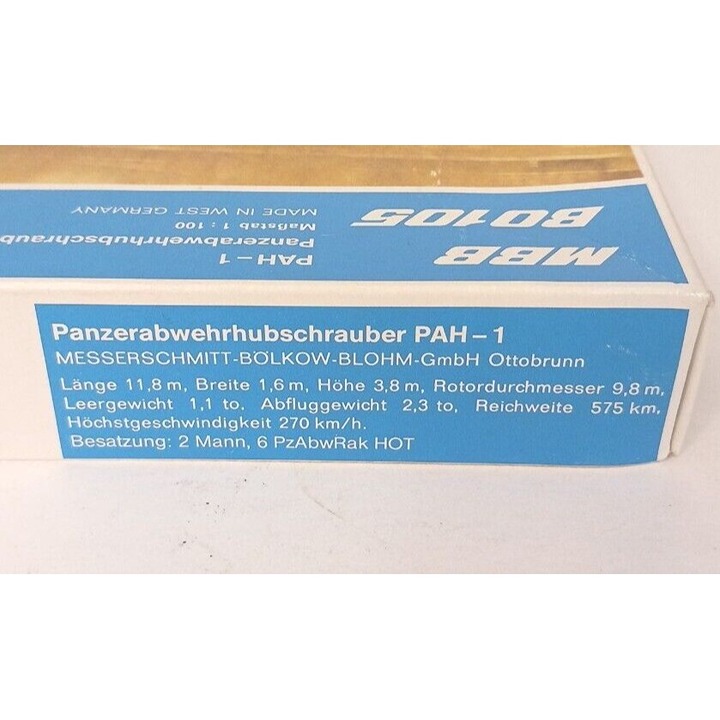 MBB
BO 105
PAH-1
Panzerabwehrhubschraub
Maßstab 1 : 100
MADE IN WEST GERMANY
Panzerabwehrhubschrauber PAH-1
MESSERSCHMITT-BÖLKOW-BLOHM-GmbH Ottobrunn
Länge 11,8 m, Breite 1,6 m, Höhe 3,8 m, Rotordurchmesser 9,8 m,
Leergewicht 1,1 to, Abfluggewicht 2,3 to, Reichweite 575 km,
Höchstgeschwindigkeit 270 km/h.
Besatzung: 2 Mann, 6 PzAbwRak HOT